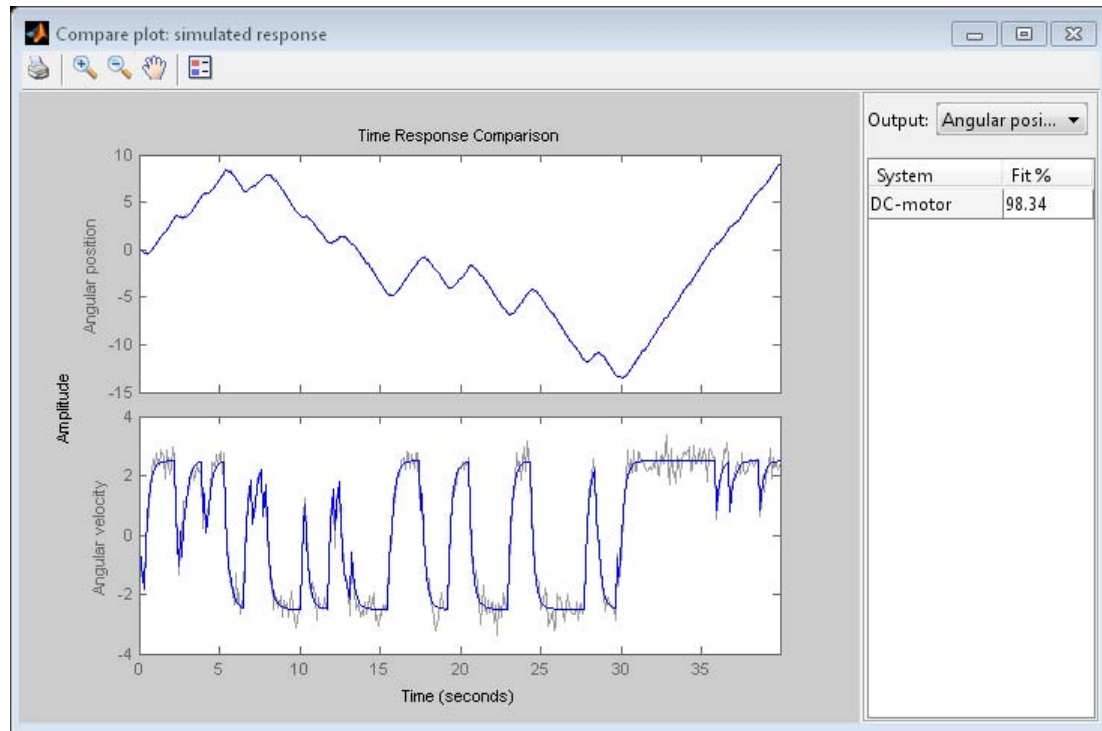 Compare plot: simulated response
Output: Angular posi...
System Fit %
DC-motor 98.34
Time Response Comparison
Amplitude
Angular position
10
5
0
-5
-10
-15
Angular velocity
4
2
0
-2
-4
0 5 10 15 20 25 30 35
Time (seconds)